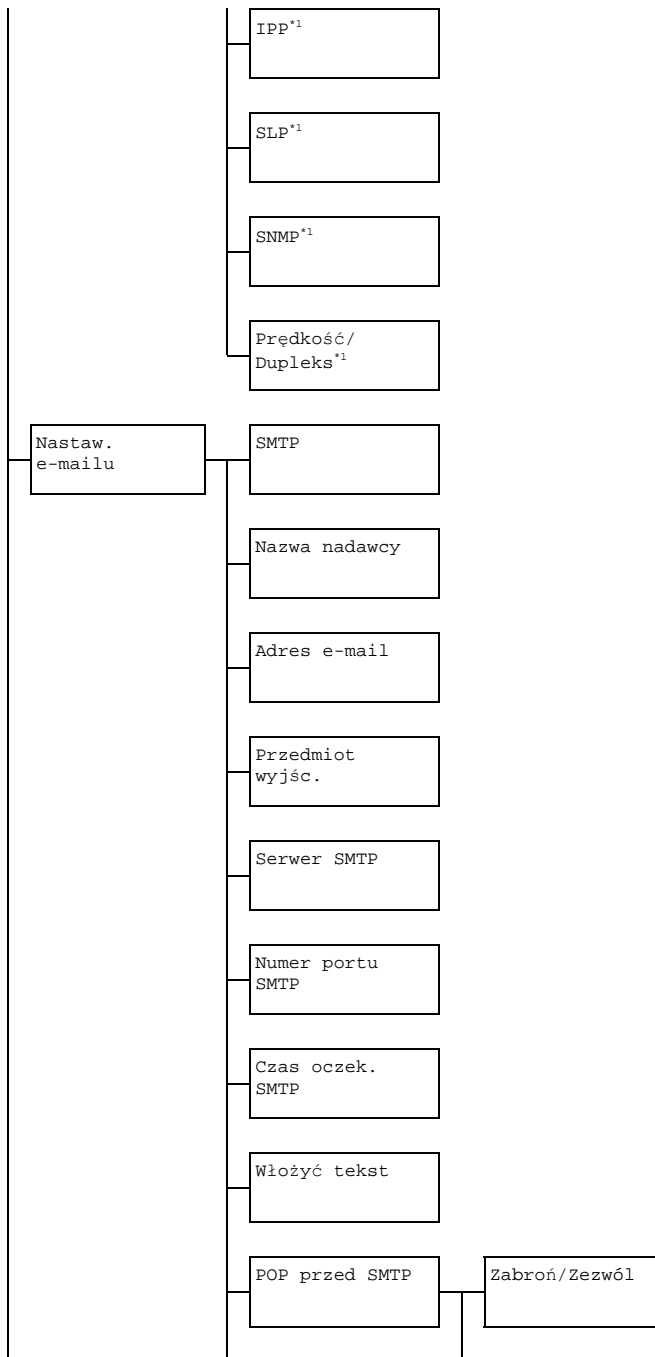 IPP*1
SLP*1
SNMP*1
Prędkość/
Dupleks*1
Nastaw.
e-mailu
SMTP
Nazwa nadawcy
Adres e-mail
Przedmiot
wyjśc.
Serwer SMTP
Numer portu
SMTP
Czas oczek.
SMTP
Włożyć tekst
POP przed SMTP
Zabroń/Zezwól